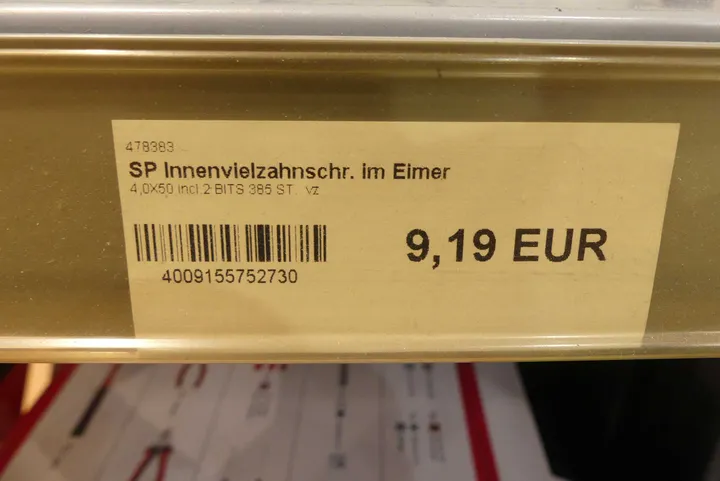 478383
SP Innenvielzahnschr. im Eimer
4,0X50 incl.2 BITS 385 ST. vz
9,19 EUR
4009155752730